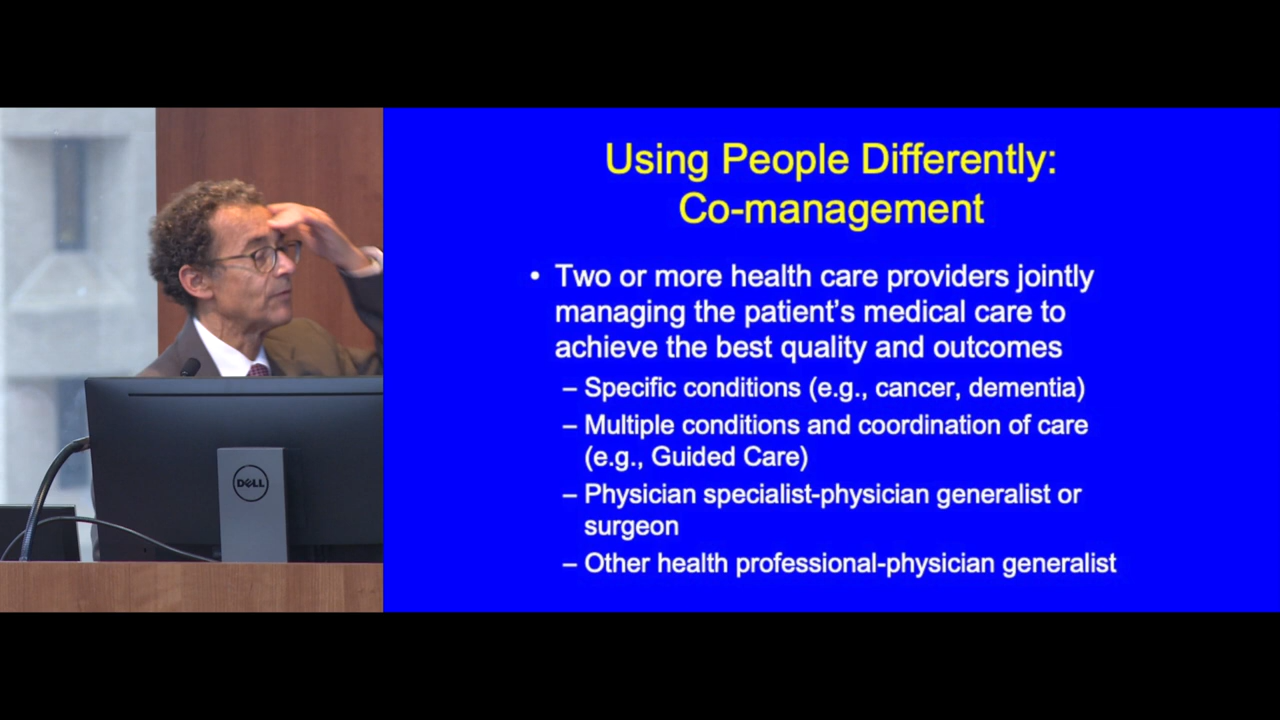 Using People Differently:
Co-management
• Two or more health care providers jointly
managing the patient’s medical care to
achieve the best quality and outcomes
– Specific conditions (e.g., cancer, dementia)
– Multiple conditions and coordination of care
(e.g., Guided Care)
– Physician specialist-physician generalist or
surgeon
– Other health professional-physician generalist
DELL